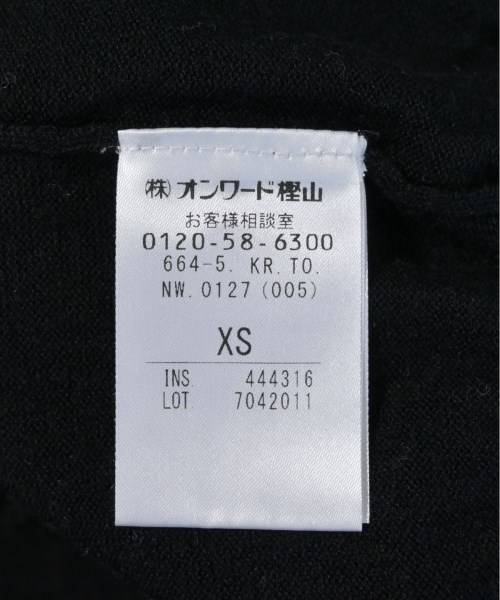 (株)オンワード樫山
お客様相談室
0120-58-6300
664-5. KR. TO.
NW. 0127 (005)
XS
INS. 444316
LOT. 7042011